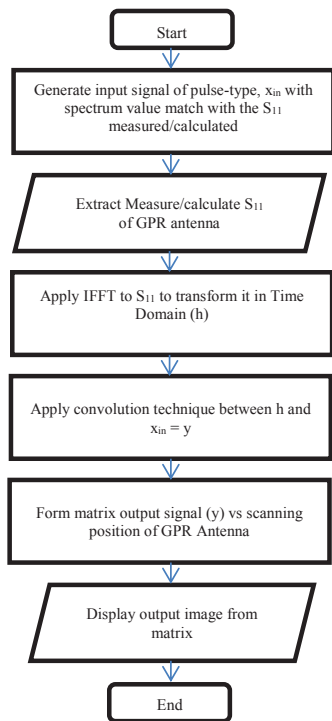 Start
Generate input signal of pulse-type, xin with
spectrum value match with the S11
measured/calculated
Extract Measure/calculate S11
of GPR antenna
Apply IFFT to S11 to transform it in Time
Domain (h)
Apply convolution technique between h and
xin = y
Form matrix output signal (y) vs scanning
position of GPR Antenna
Display output image from
matrix
End